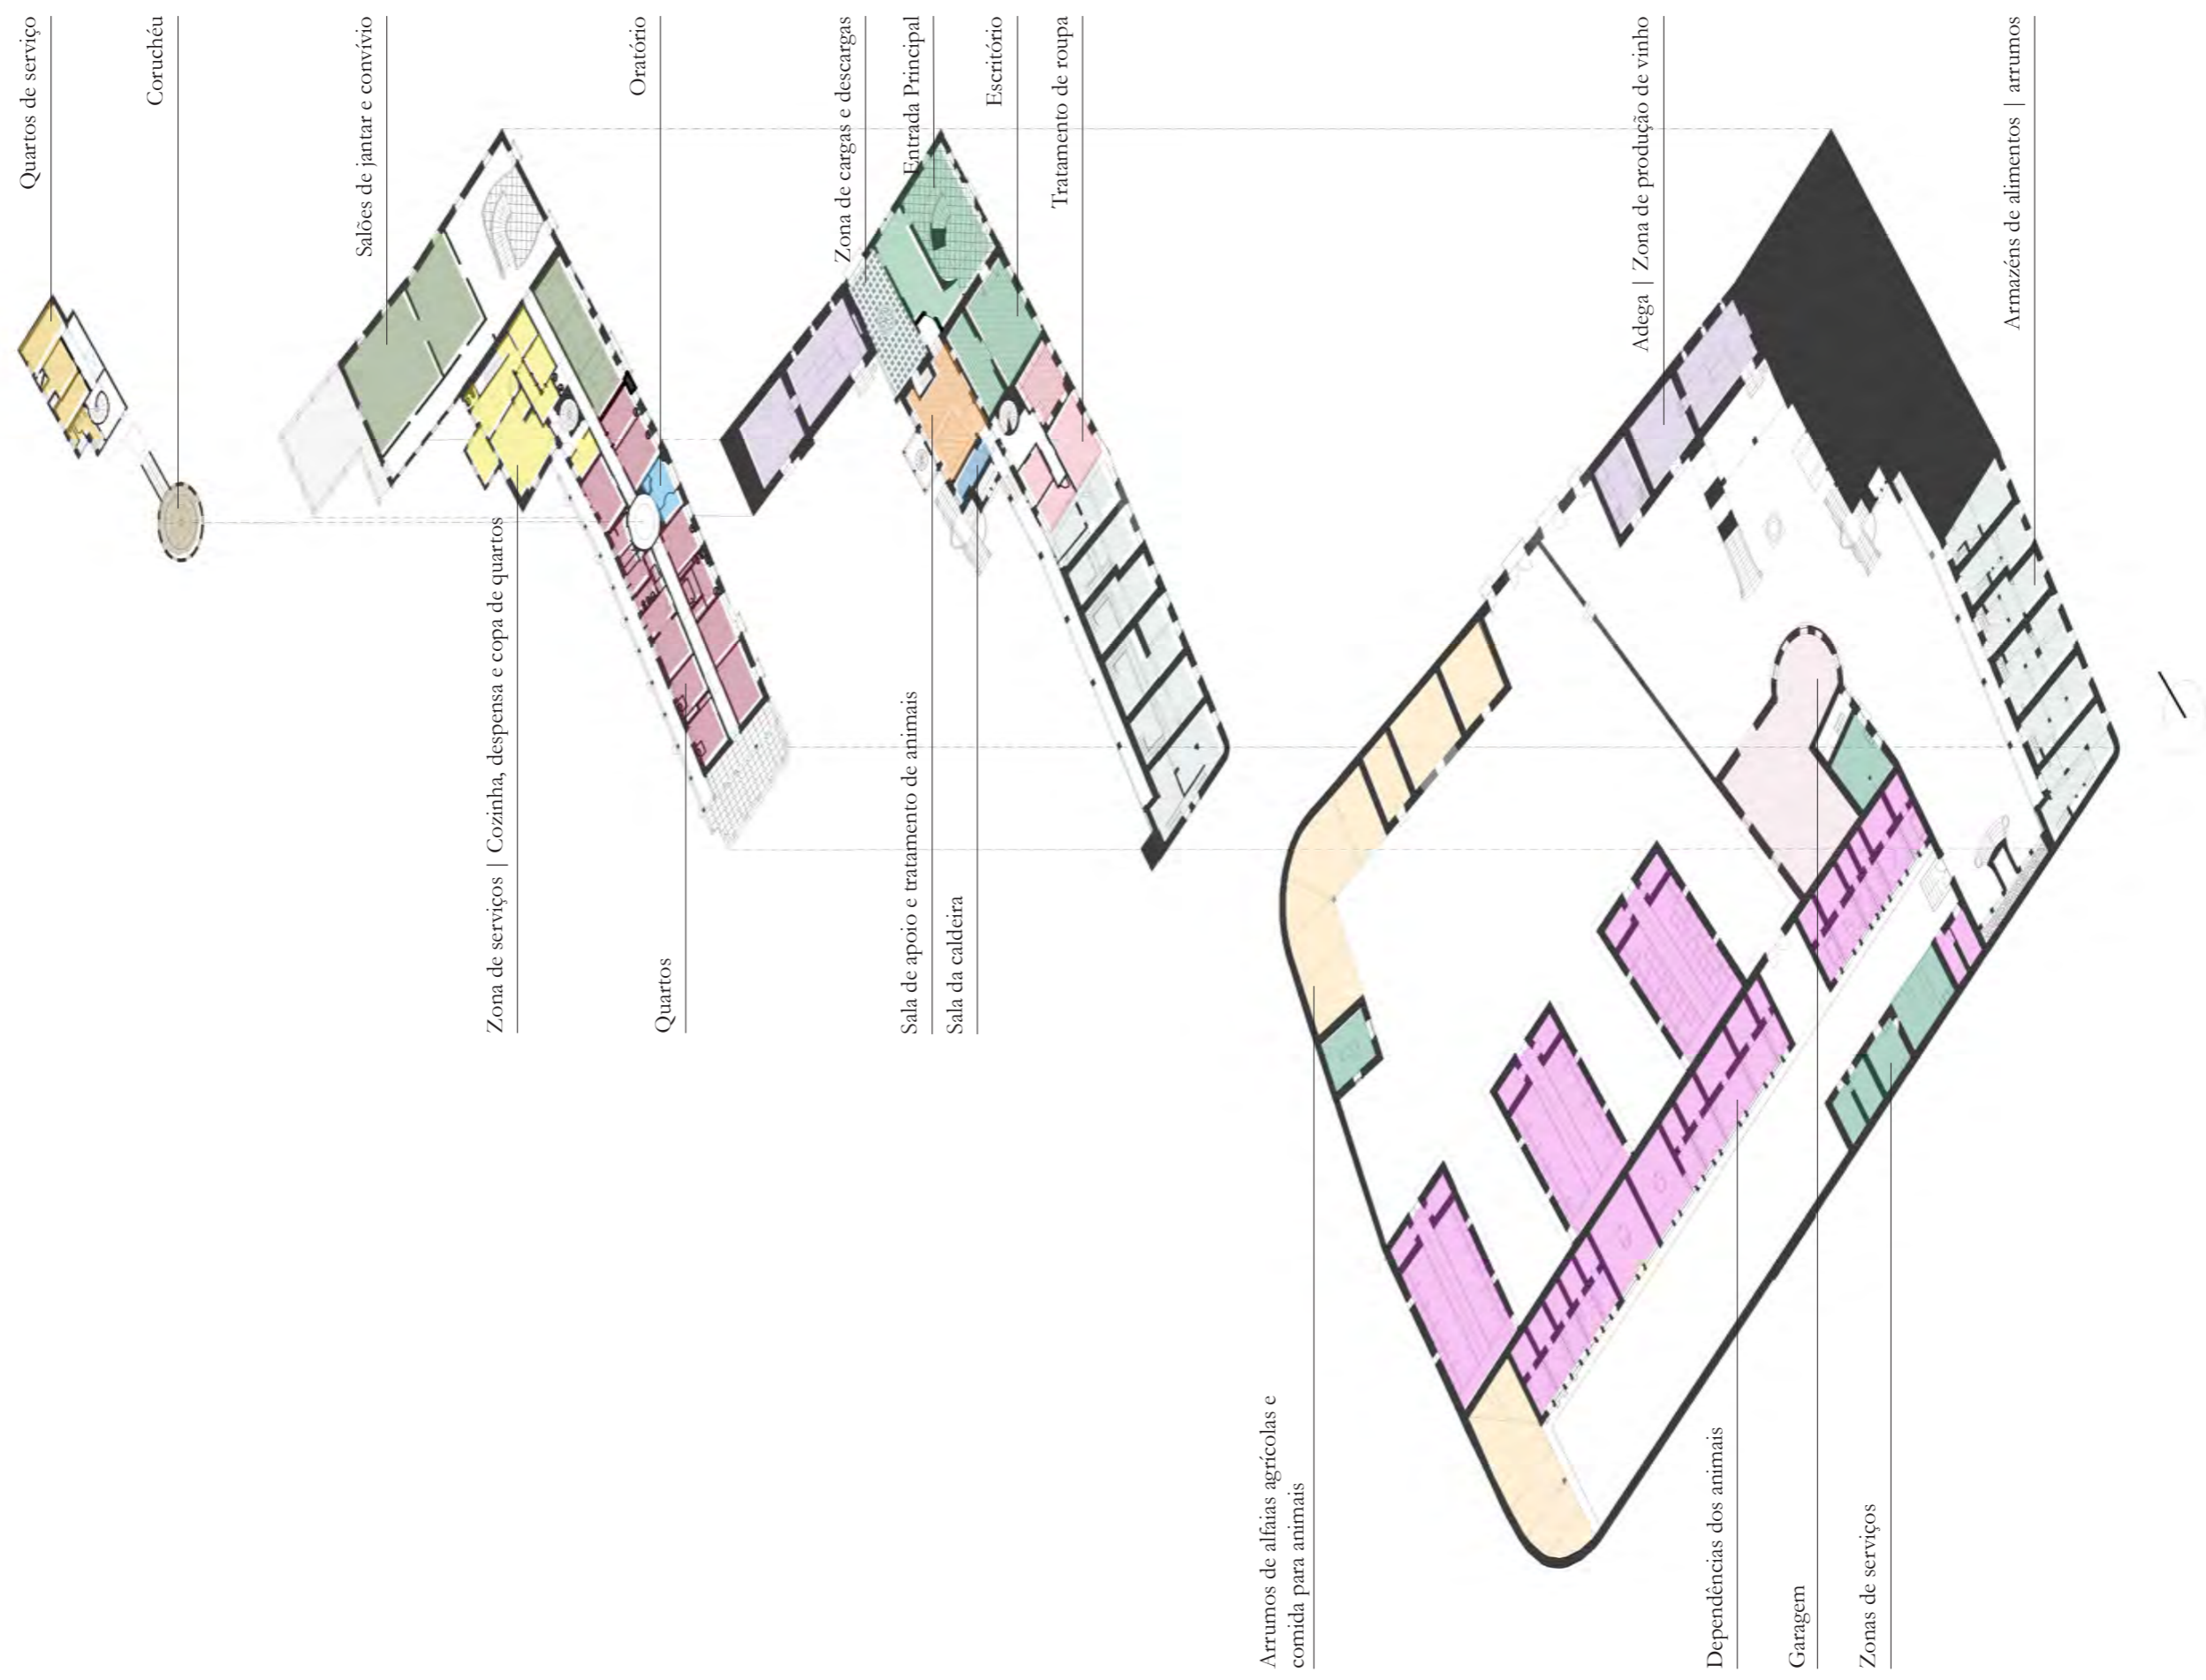 Quartos de serviço
Coruchéu
Salões de jantar e convívio
Oratório
Zona de cargas e descargas
Entrada Principal
Escritório
Tratamento de roupa
Adega | Zona de produção de vinho
Armazéns de alimentos | arrumos
Zona de serviços | Cozinha, despensa e copa de quartos
Quartos
Sala de apoio e tratamento de animais
Sala da caldeira
Arrumos de alfaias agrícolas e
comida para animais
Dependências dos animais
Garagem
Zonas de serviços